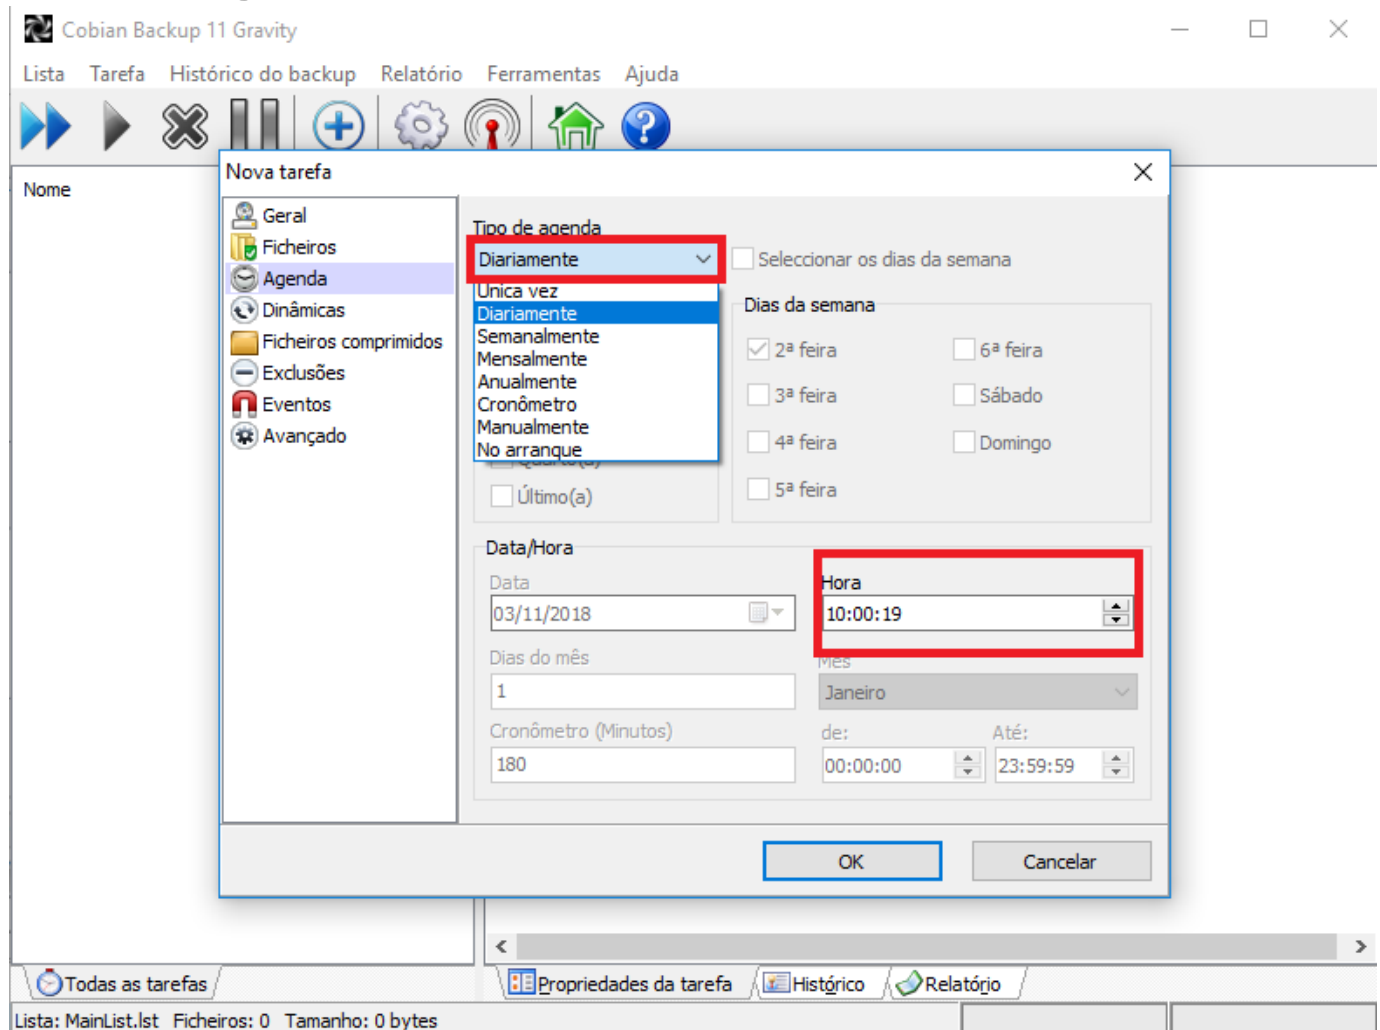 Cobian Backup 11 Gravity
Lista Tarefa Histórico do backup Relatório Ferramentas Ajuda
Nome
Nova tarefa
Geral
Ficheiros
Agenda
Dinâmicas
Ficheiros comprimidos
Exclusões
Eventos
Avançado
Tipo de agenda
Diariamente
Seleccionar os dias da semana
Única vez
Diariamente
Semanalmente
Mensalmente
Anualmente
Cronômetro
Manualmente
No arranque
Quarto(a)
Último(a)
Dias da semana
2ª feira
6ª feira
3ª feira
Sábado
4ª feira
Domingo
5ª feira
Data/Hora
Data
Hora
03/11/2018
10:00:19
Dias do mês
Mês
1
Janeiro
Cronômetro (Minutos)
de:
Até:
180
00:00:00
23:59:59
OK
Cancelar
Todas as tarefas
Propriedades da tarefa
Histórico
Relatório
Lista: MainList.lst Ficheiros: 0 Tamanho: 0 bytes